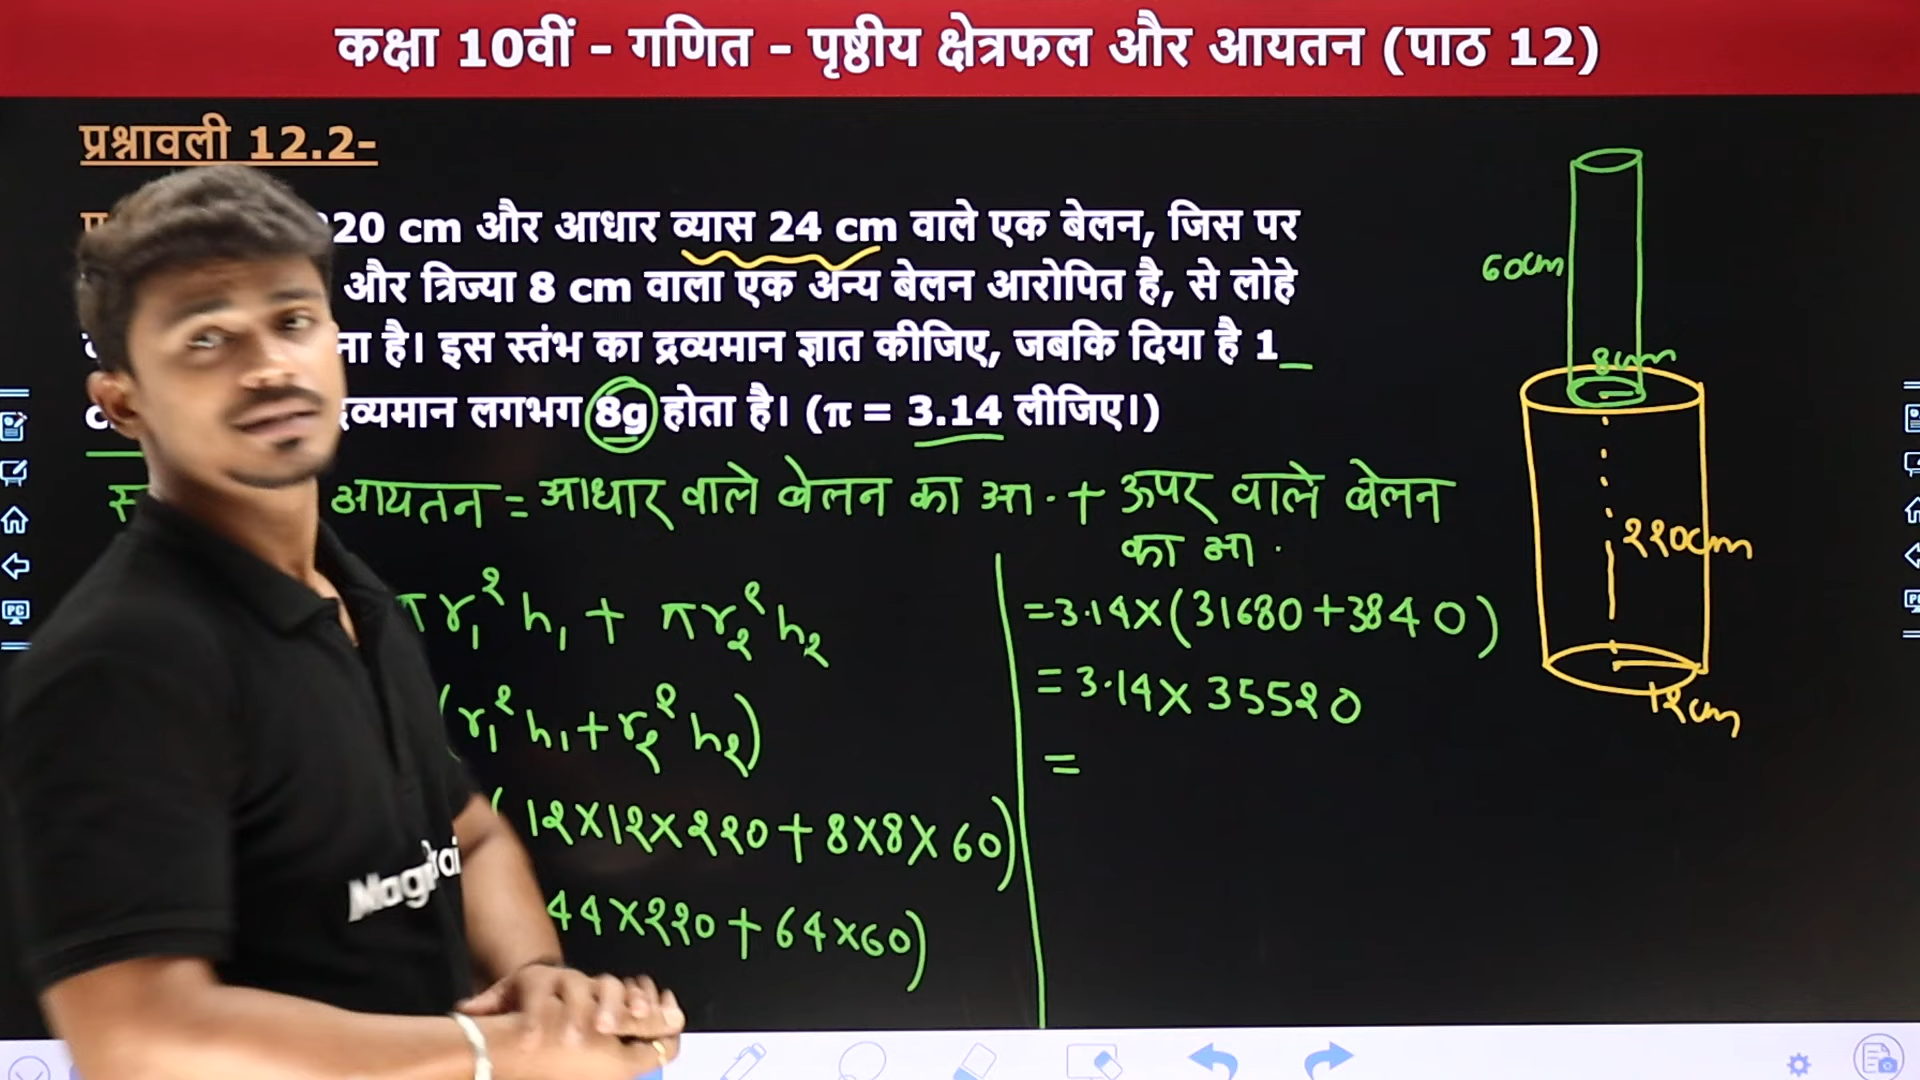 कक्षा 10वीं - गणित - पृष्ठीय क्षेत्रफल और आयतन (पाठ 12)
प्रश्नावली 12.2-
20 cm और आधार व्यास 24 cm वाले एक बेलन, जिस पर
और त्रिज्या 8 cm वाला एक अन्य बेलन आरोपित है, से लोहे
है। इस स्तंभ का द्रव्यमान ज्ञात कीजिए, जबकि दिया है 1
लगभग 8g होता है। (π = 3.14 लीजिए।)
आयतन = आधार वाले बेलन का आ. + ऊपर वाले बेलन
का आ.
πr₁²h₁ + πr₂²h₂
(r₁²h₁+r₂²h₂)
(12×12×220+8×8×60)
44×220+64×60)
=3.14×(31680+3840)
=3.14×35520
=
60cm
8cm
220cm
12cm